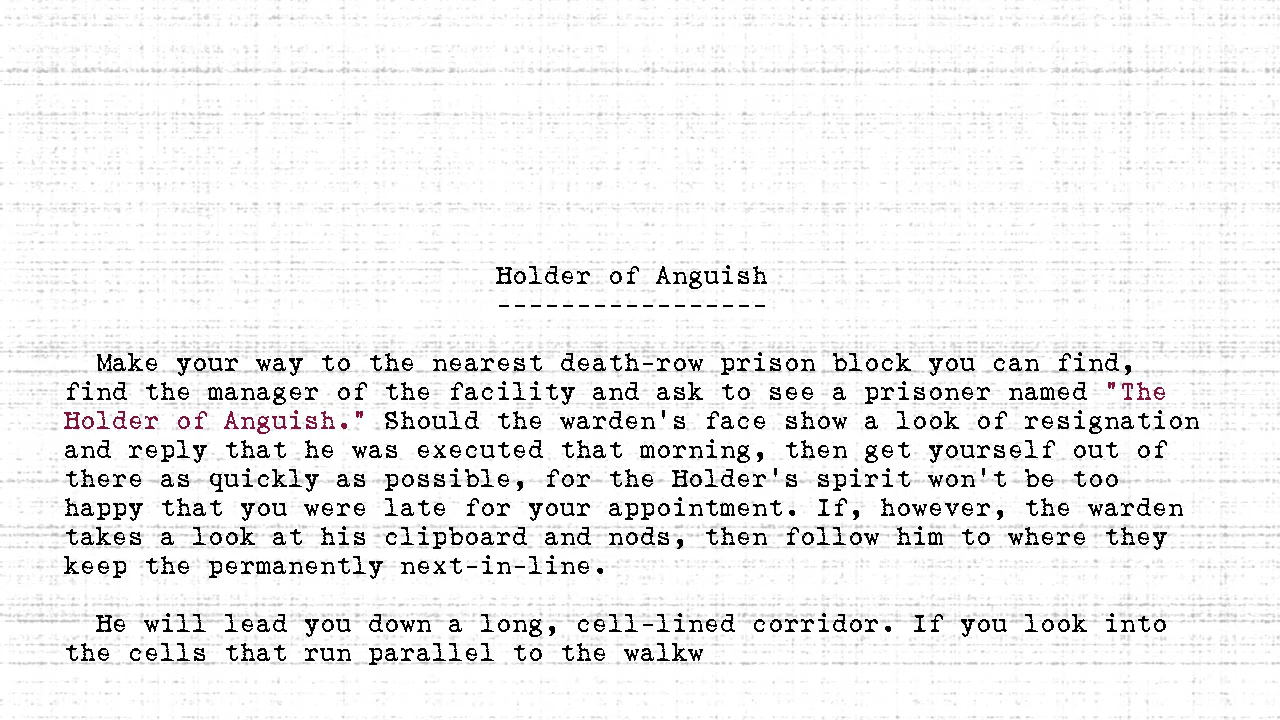 Holder of Anguish
-----------------
Make your way to the nearest death-row prison block you can find,
find the manager of the facility and ask to see a prisoner named "The
Holder of Anguish." Should the warden's face show a look of resignation
and reply that he was executed that morning, then get yourself out of
there as quickly as possible, for the Holder's spirit won't be too
happy that you were late for your appointment. If, however, the warden
takes a look at his clipboard and nods, then follow him to where they
keep the permanently next-in-line.
He will lead you down a long, cell-lined corridor. If you look into
the cells that run parallel to the walkw